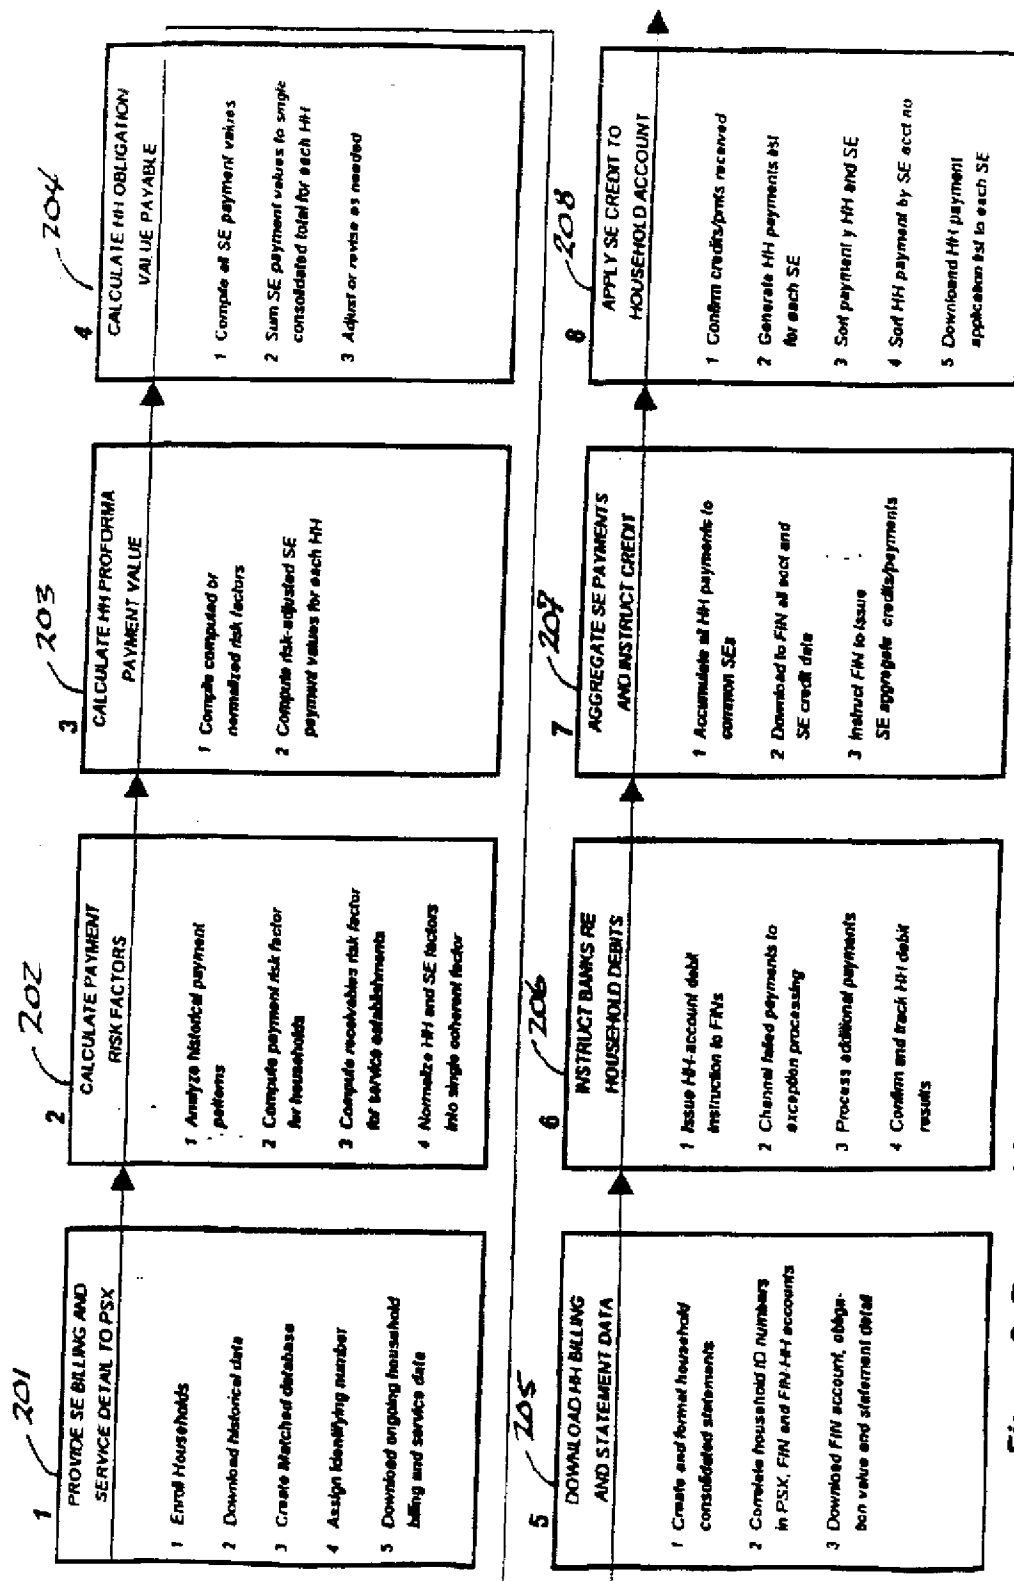 1
201
PROVIDE SE BILLING AND
SERVICE DETAIL TO PSX
1 Enroll Households
2 Download historical data
3 Create Matched database
4 Assign Identifying number
5 Download ongoing household
billing and service data
2
202
CALCULATE PAYMENT
RISK FACTORS
1 Analyze historical payment
patterns
2 Compute payment risk factor
for households
3 Compute receivables risk factor
for service establishments
4 Normalize HH and SE factors
into single coherent factor
3
203
CALCULATE HH PROFORMA
PAYMENT VALUE
1 Compile computed or
normalized risk factors
2 Compute risk-adjusted SE
payment values for each HH
4
204
CALCULATE HH OBLIGATION
VALUE PAYABLE
1 Compile all SE payment values
2 Sum SE payment values to single
consolidated total for each HH
3 Adjust or revise as needed
5
205
DOWNLOAD HH BILLING
AND STATEMENT DATA
1 Create and format household
consolidated statements
2 Correlate household ID numbers
in PSX, FIN and FIN-HH accounts
3 Download FIN account, obliga-
tion value and statement detail
6
206
INSTRUCT BANKS RE
HOUSEHOLD DEBITS
1 Issue HH-account debit
instruction to FINs
2 Channel failed payments to
exception processing
3 Process additional payments
4 Confirm and track HH debit
results
7
207
AGGREGATE SE PAYMENTS
AND INSTRUCT CREDIT
1 Accumulate all HH payments to
common SEs
2 Download to FIN all acct and
SE credit data
3 Instruct FIN to issue
SE aggregate credits/payments
8
208
APPLY SE CREDIT TO
HOUSEHOLD ACCOUNT
1 Confirm credits/pmts received
2 Generate HH payments list
for each SE
3 Sort payment y HH and SE
4 Sort HH payment by SE acct no
5 Download HH payment
application list to each SE